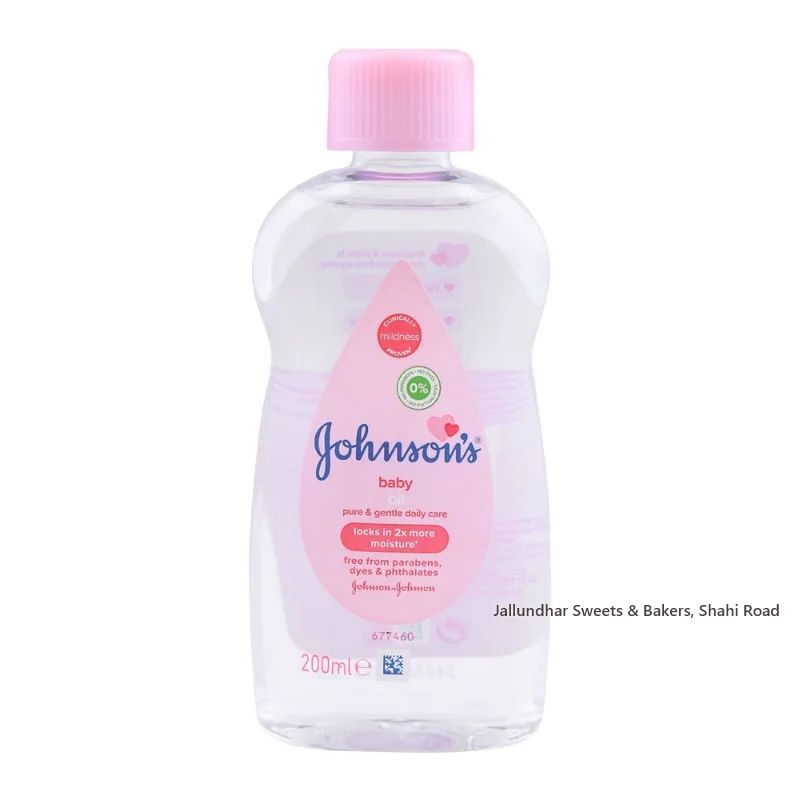 CLINICALLY
mildness
PROVEN*
0%
Johnson's®
baby
oil
pure & gentle daily care
locks in 2x more
moisture*
free from parabens,
dyes & phthalates
Johnson & Johnson
Jallundhar Sweets & Bakers, Shahi Road
677460
200ml e